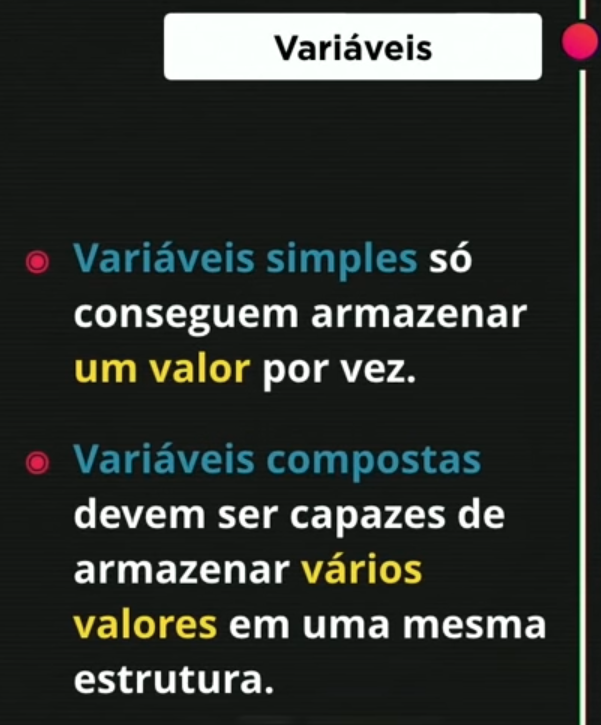 Variáveis
Variáveis simples só
conseguem armazenar
um valor por vez.
Variáveis compostas
devem ser capazes de
armazenar vários
valores em uma mesma
estrutura.